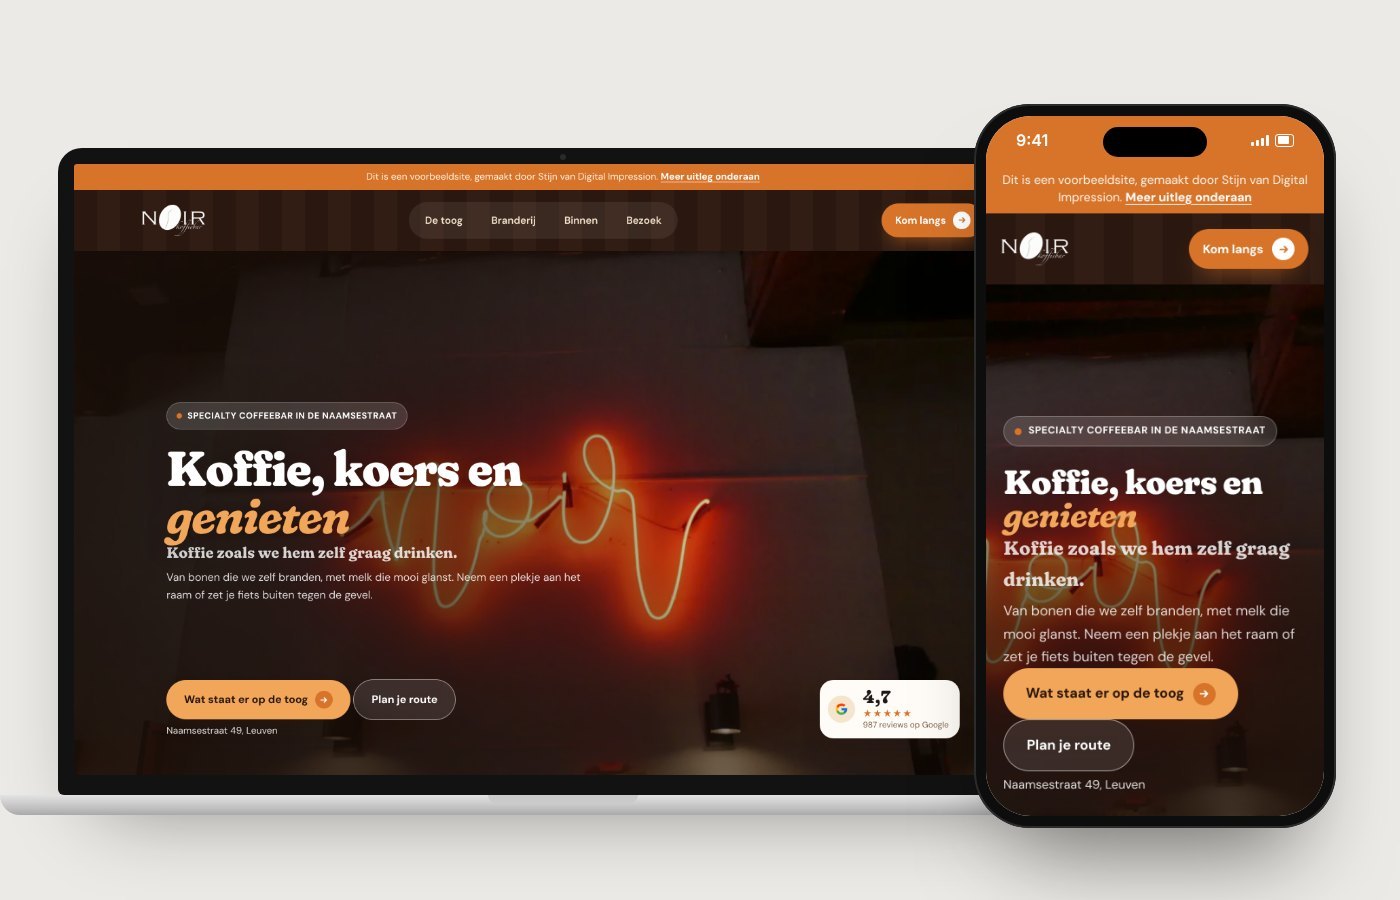 Dit is een voorbeeldsite, gemaakt door Stijn van Digital Impression. Meer uitleg onderaan
NOIR
koffiebar
De toog
Branderij
Binnen
Bezoek
Kom langs
SPECIALTY COFFEEBAR IN DE NAAMSESTRAAT
Koffie, koers en
genieten
Koffie zoals we hem zelf graag drinken.
Van bonen die we zelf branden, met melk die mooi glanst. Neem een plekje aan het
raam of zet je fiets buiten tegen de gevel.
Wat staat er op de toog
Plan je route
Naamsestraat 49, Leuven
noir
G
4,7
★★★★★
987 reviews op Google
9:41
Dit is een voorbeeldsite, gemaakt door Stijn van Digital
Impression. Meer uitleg onderaan
NOIR
koffiebar
Kom langs
SPECIALTY COFFEEBAR IN DE NAAMSESTRAAT
Koffie, koers en
genieten
Koffie zoals we hem zelf graag
drinken.
Van bonen die we zelf branden, met melk die
mooi glanst. Neem een plekje aan het raam of
zet je fiets buiten tegen de gevel.
Wat staat er op de toog
Plan je route
Naamsestraat 49, Leuven